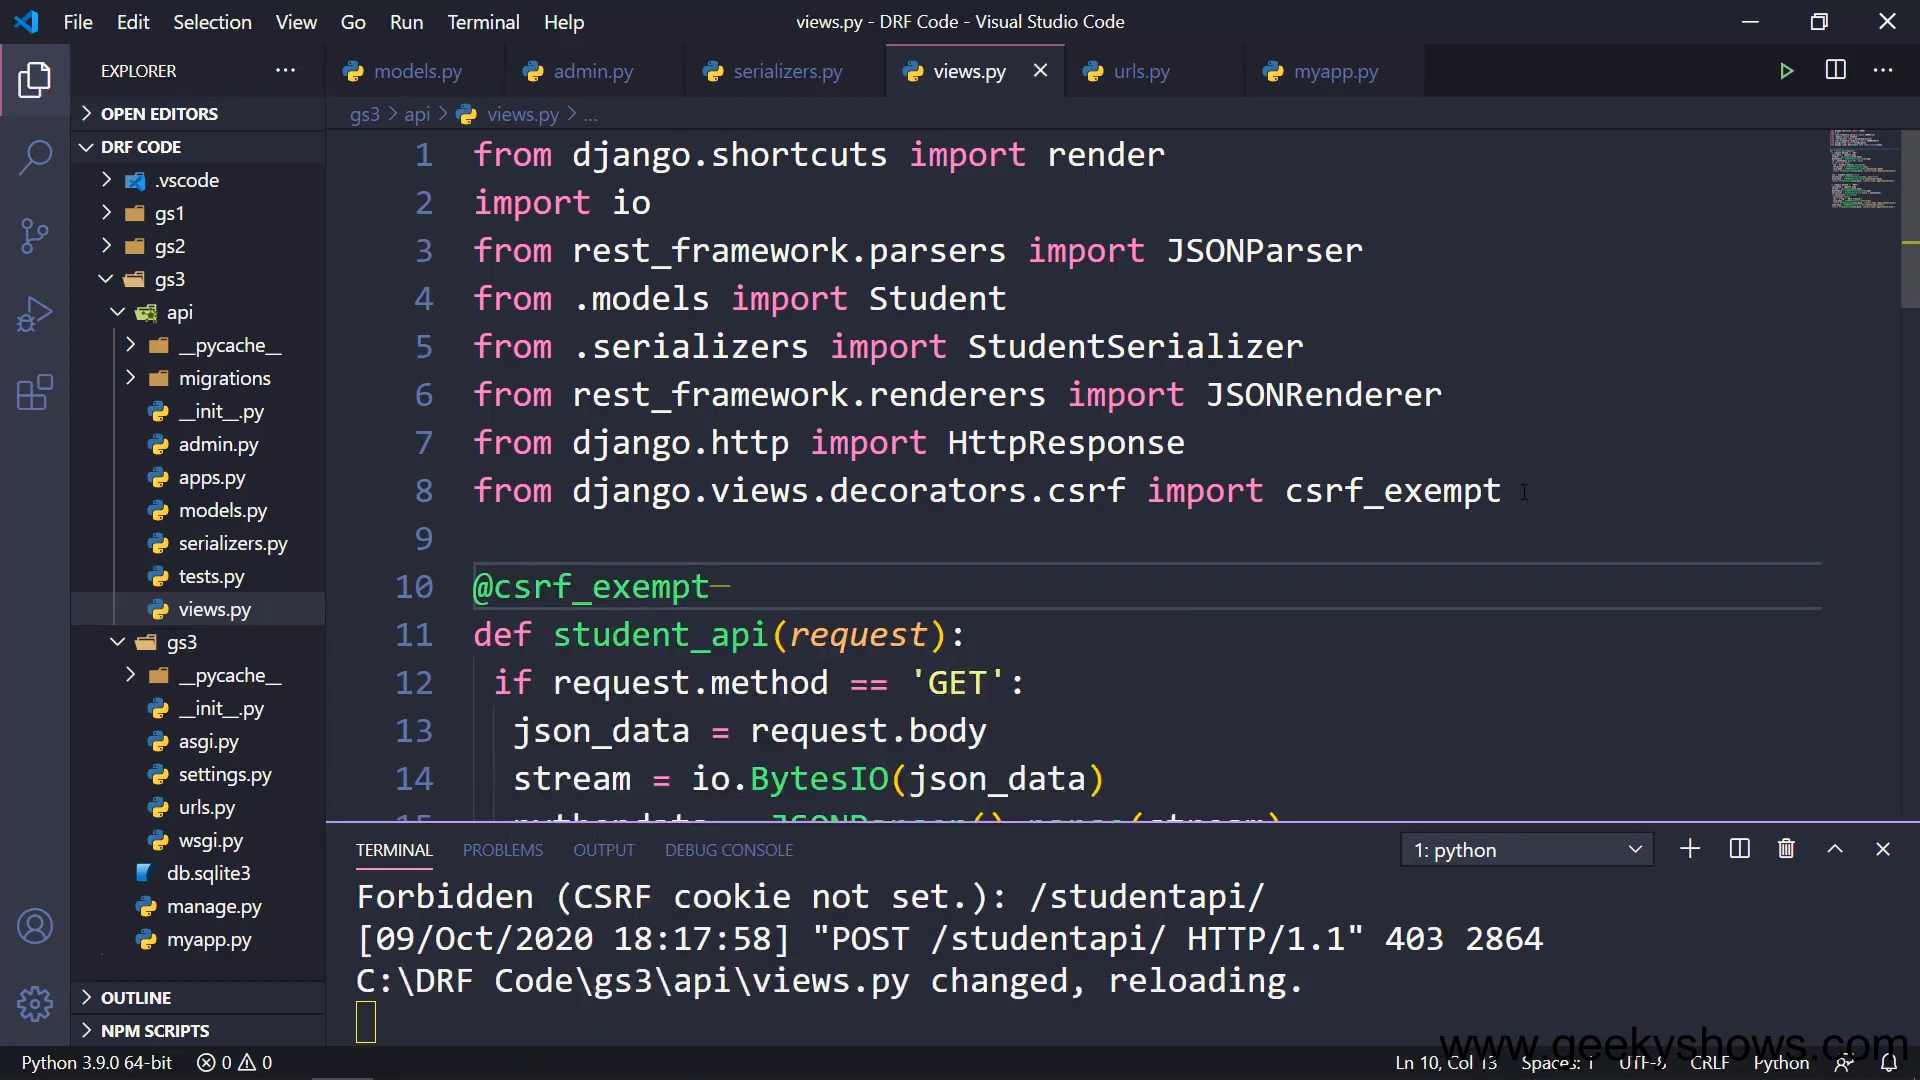 File Edit Selection View Go Run Terminal Help
views.py - DRF Code - Visual Studio Code
EXPLORER
models.py admin.py serializers.py views.py urls.py myapp.py
OPEN EDITORS
DRF CODE
.vscode
gs1
gs2
gs3
api
__pycache__
migrations
__init__.py
admin.py
apps.py
models.py
serializers.py
tests.py
views.py
gs3
__pycache__
__init__.py
asgi.py
settings.py
urls.py
wsgi.py
db.sqlite3
manage.py
myapp.py
OUTLINE
NPM SCRIPTS
gs3 > api > views.py > ...
1 from django.shortcuts import render
2 import io
3 from rest_framework.parsers import JSONParser
4 from .models import Student
5 from .serializers import StudentSerializer
6 from rest_framework.renderers import JSONRenderer
7 from django.http import HttpResponse
8 from django.views.decorators.csrf import csrf_exempt
9
10 @csrf_exempt
11 def student_api(request):
12 if request.method == 'GET':
13 json_data = request.body
14 stream = io.BytesIO(json_data)
TERMINAL PROBLEMS OUTPUT DEBUG CONSOLE
1: python
Forbidden (CSRF cookie not set.): /studentapi/
[09/Oct/2020 18:17:58] "POST /studentapi/ HTTP/1.1" 403 2864
C:\DRF Code\gs3\api\views.py changed, reloading.
www.geekyshows.com
Python 3.9.0 64-bit 0 0
Ln 10, Col 13 Spaces: 1 UTF-8 CRLF Python